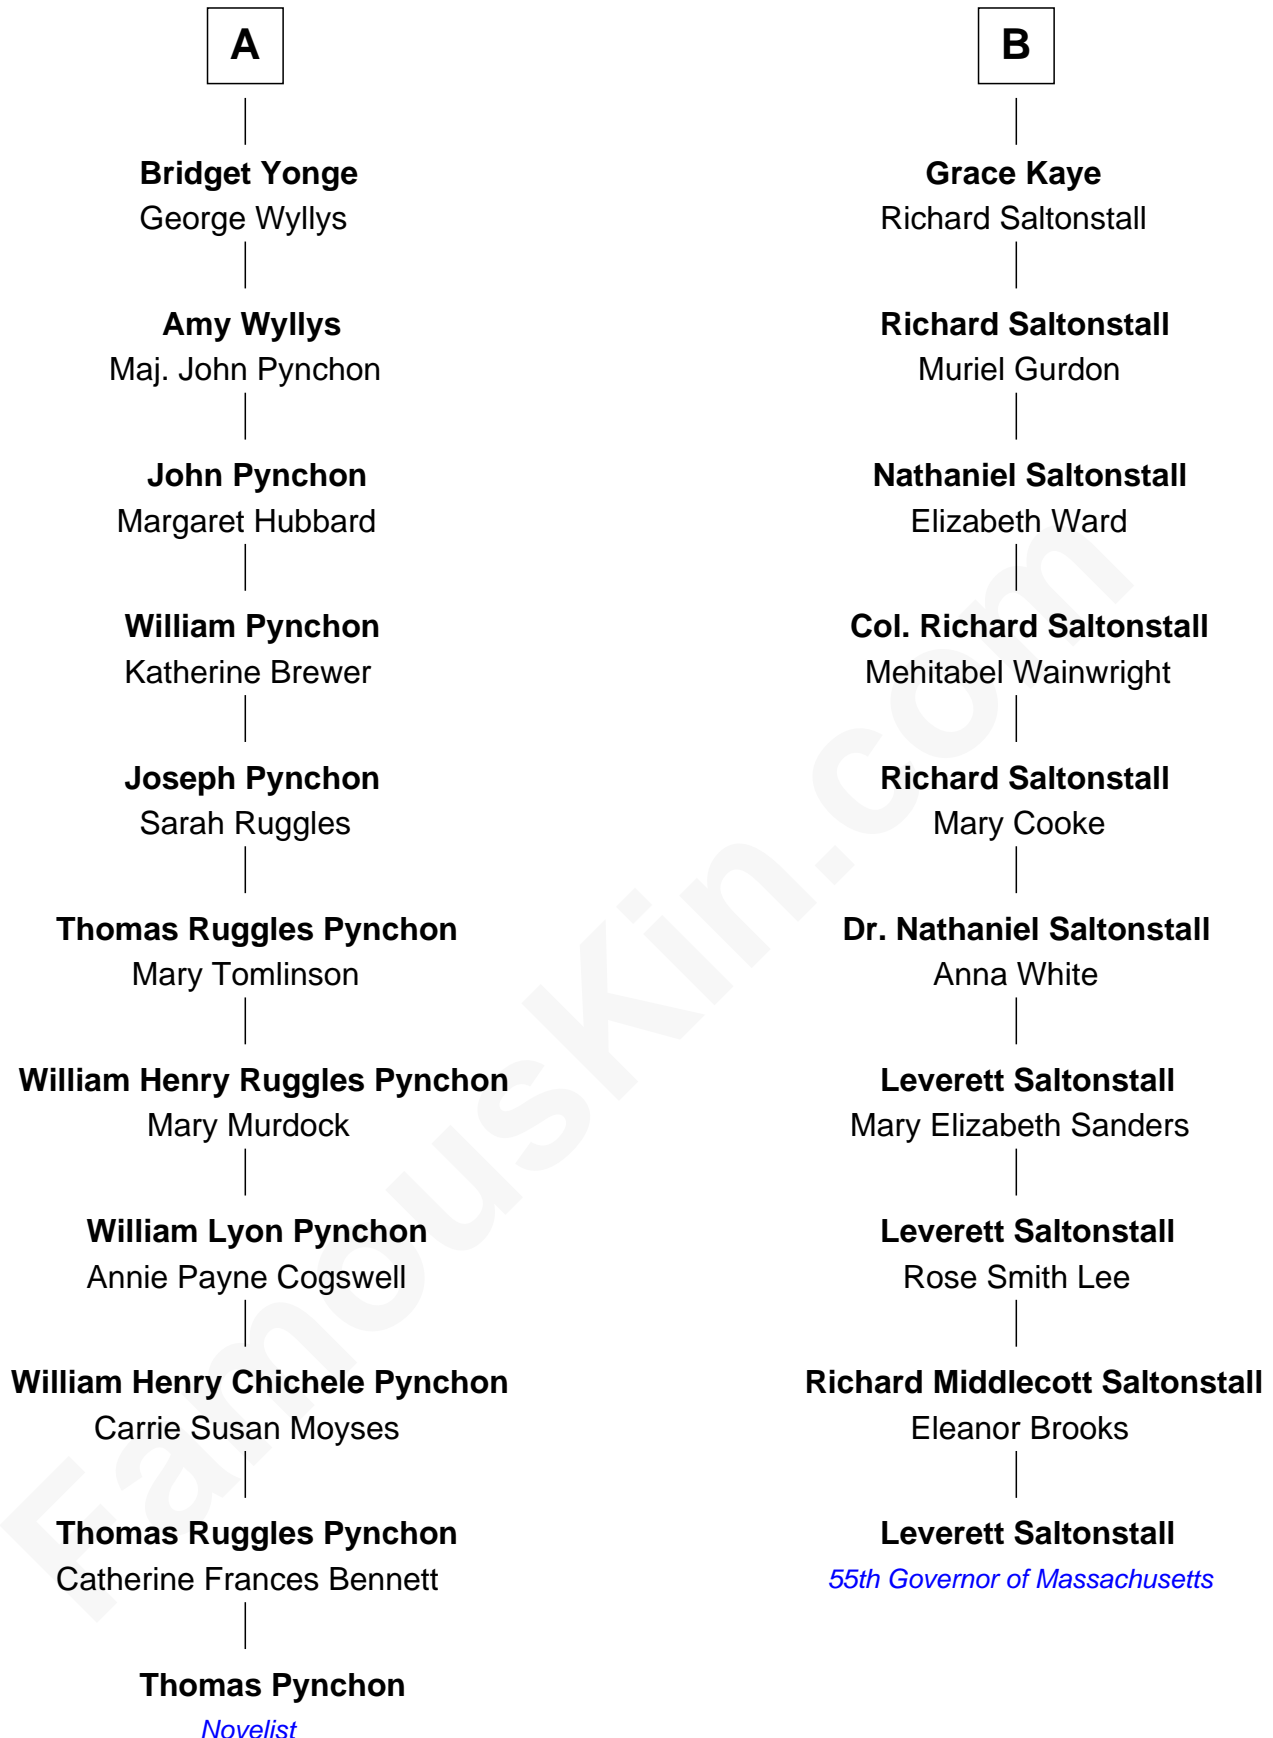 A
Bridget Yonge
George Wyllys
Amy Wyllys
Maj. John Pynchon
John Pynchon
Margaret Hubbard
William Pynchon
Katherine Brewer
Joseph Pynchon
Sarah Ruggles
Thomas Ruggles Pynchon
Mary Tomlinson
William Henry Ruggles Pynchon
Mary Murdock
William Lyon Pynchon
Annie Payne Cogswell
William Henry Chichele Pynchon
Carrie Susan Moyses
Thomas Ruggles Pynchon
Catherine Frances Bennett
Thomas Pynchon
Novelist
B
Grace Kaye
Richard Saltonstall
Richard Saltonstall
Muriel Gurdon
Nathaniel Saltonstall
Elizabeth Ward
Col. Richard Saltonstall
Mehitabel Wainwright
Richard Saltonstall
Mary Cooke
Dr. Nathaniel Saltonstall
Anna White
Leverett Saltonstall
Mary Elizabeth Sanders
Leverett Saltonstall
Rose Smith Lee
Richard Middlecott Saltonstall
Eleanor Brooks
Leverett Saltonstall
55th Governor of Massachusetts
FamousKin.com